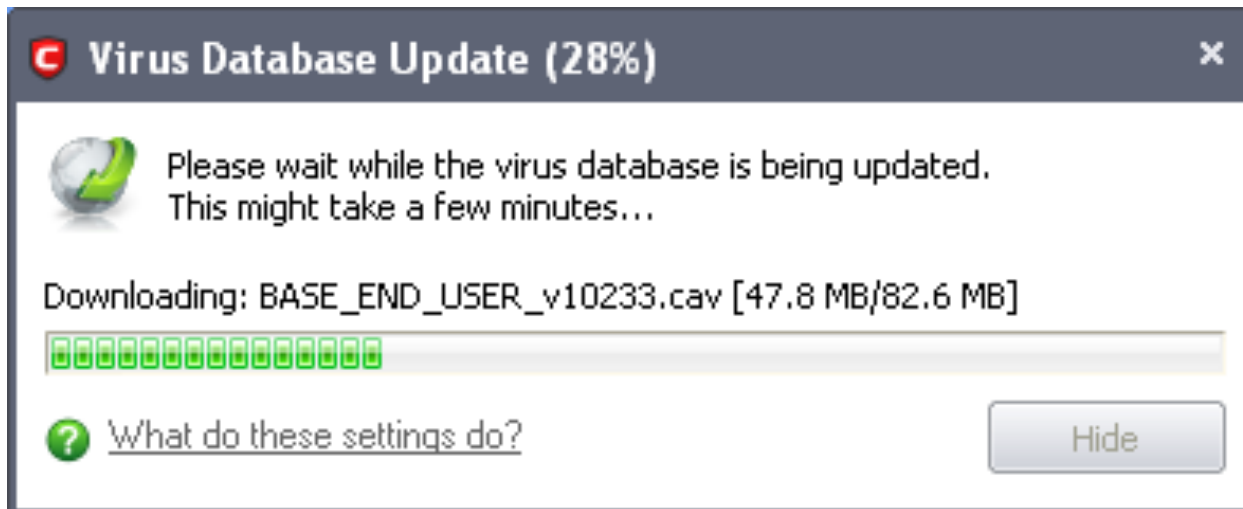 Virus Database Update (28%)
Please wait while the virus database is being updated.
This might take a few minutes...
Downloading: BASE_END_USER_v10233.cav [47.8 MB/82.6 MB]
What do these settings do?
Hide